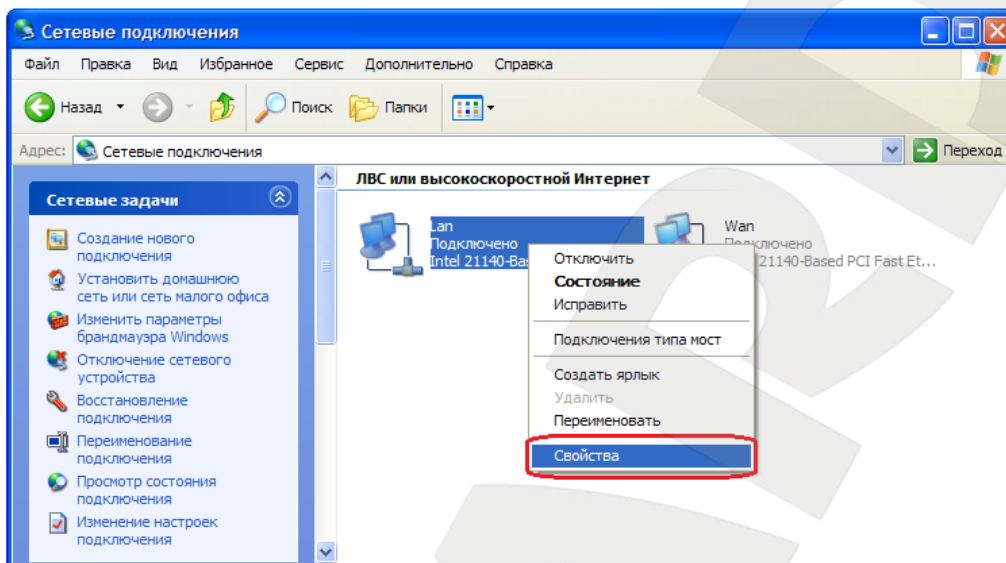 Сетевые подключения
Файл Правка Вид Избранное Сервис Дополнительно Справка
Назад Поиск Папки
Адрес: Сетевые подключения Переход
ЛВС или высокоскоростной Интернет
Сетевые задачи
Создание нового
подключения
Установить домашнюю
сеть или сеть малого офиса
Изменить параметры
брандмауэра Windows
Отключение сетевого
устройства
Восстановление
подключения
Переименование
подключения
Просмотр состояния
подключения
Изменение настроек
подключения
Lan
Подключено
Intel 21140-Bas
Wan
Подключено
21140-Based PCI Fast Et...
Отключить
Состояние
Исправить
Подключения типа мост
Создать ярлык
Удалить
Переименовать
Свойства